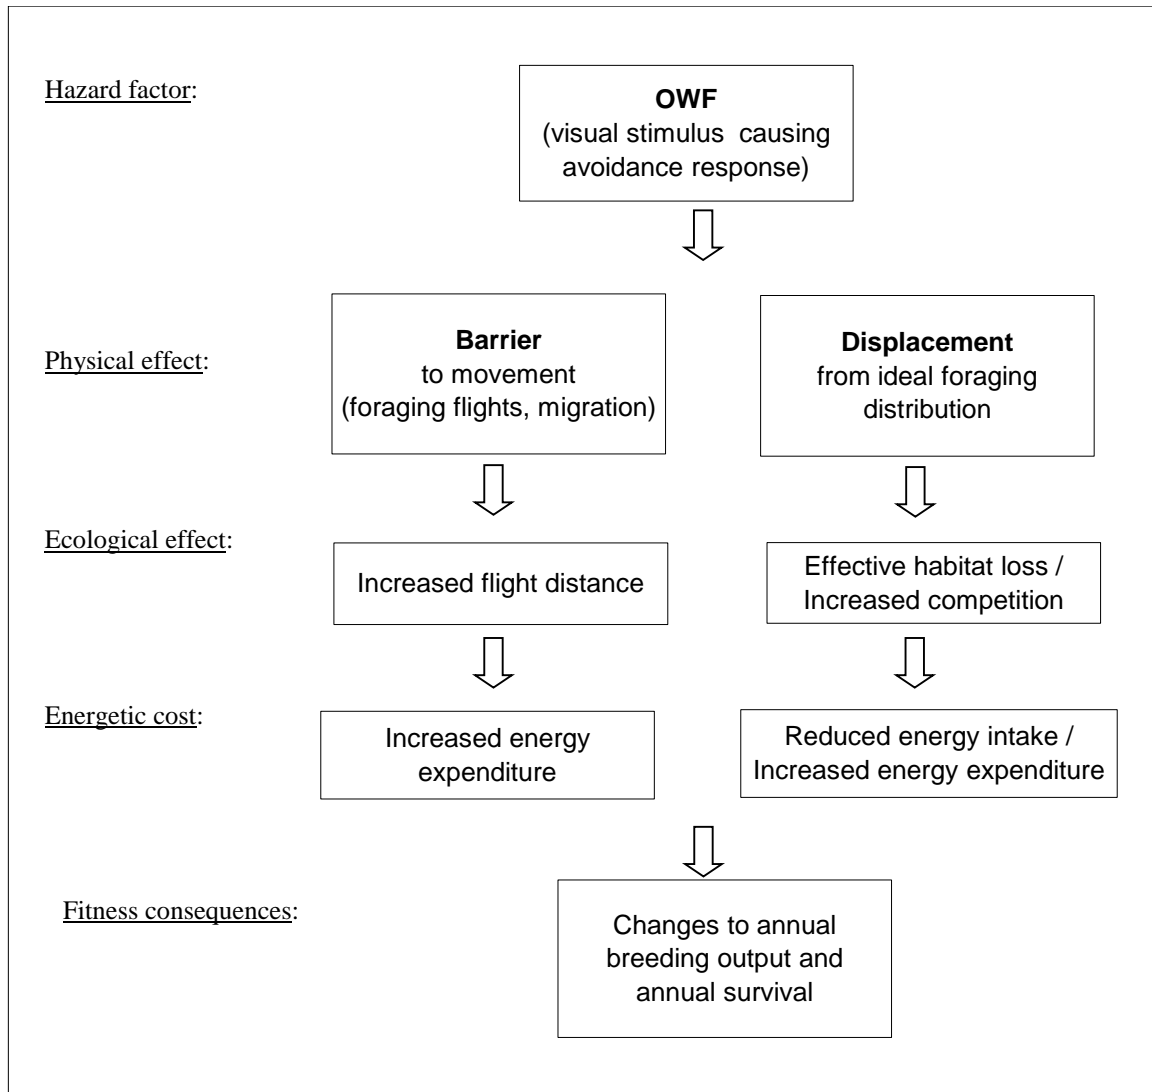 Hazard factor:
OWF
(visual stimulus causing
avoidance response)
Physical effect:
Barrier
to movement
(foraging flights, migration)
Displacement
from ideal foraging
distribution
Ecological effect:
Increased flight distance
Effective habitat loss /
Increased competition
Energetic cost:
Increased energy
expenditure
Reduced energy intake /
Increased energy expenditure
Fitness consequences:
Changes to annual
breeding output and
annual survival